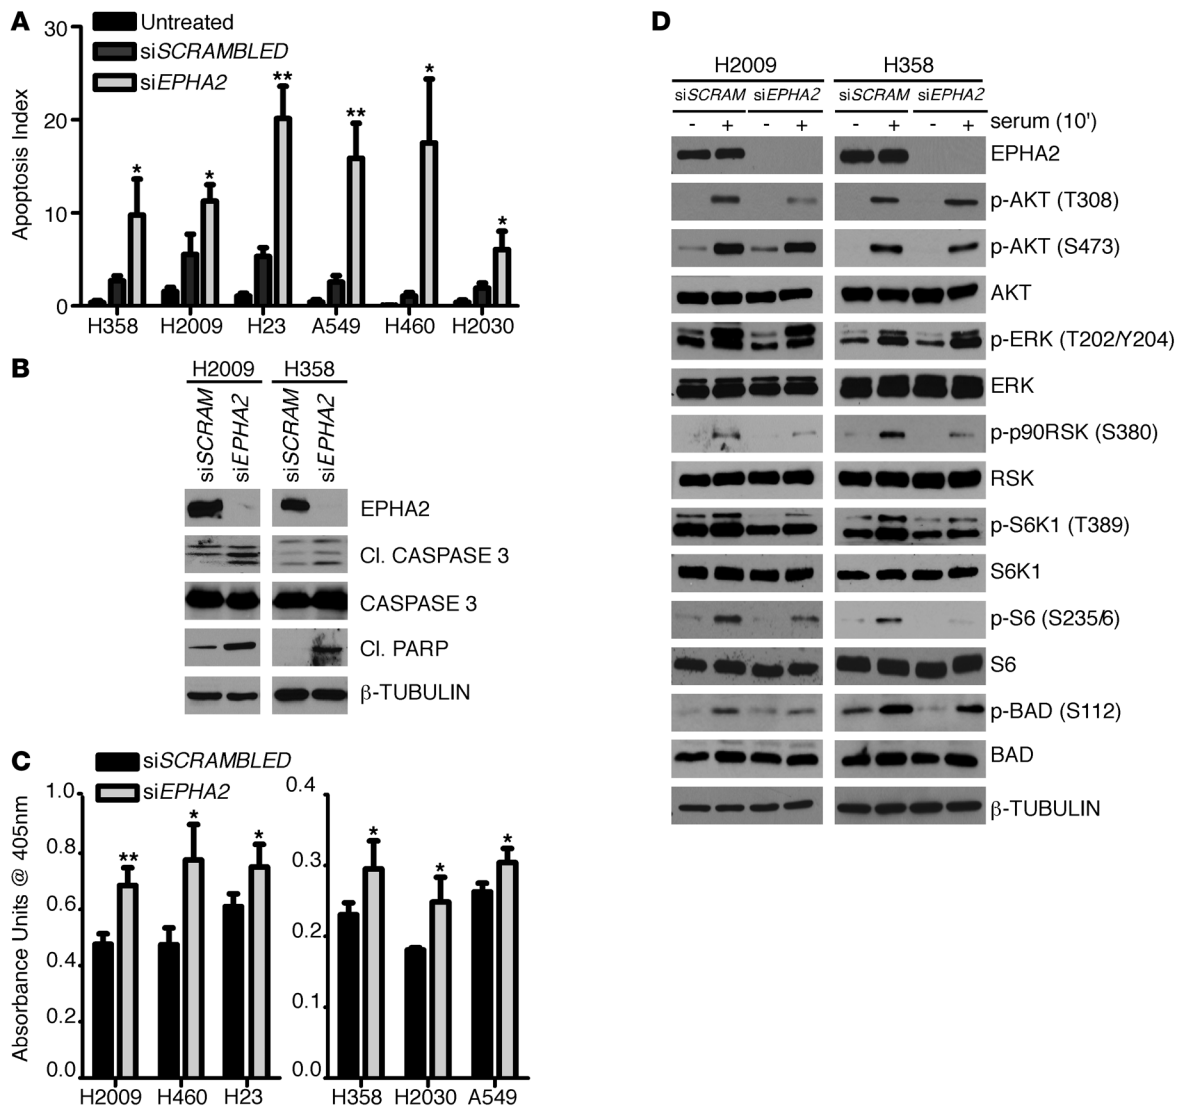 A
Untreated
siSCRAMBLED
siEPHA2
Apoptosis Index
30
20
10
0
* * ** ** * *
H358 H2009 H23 A549 H460 H2030
B
H2009 H358
siSCRAM siEPHA2 siSCRAM siEPHA2
EPHA2
Cl. CASPASE 3
CASPASE 3
Cl. PARP
β-TUBULIN
C
siSCRAMBLED
siEPHA2
Absorbance Units @ 405nm
1.0
0.8
0.6
0.4
0.2
0.0
** * *
H2009 H460 H23
0.4
0.3
0.2
0.1
0.0
* * *
H358 H2030 A549
D
H2009 H358
siSCRAM siEPHA2 siSCRAM siEPHA2
- + - + - + - + serum (10')
EPHA2
p-AKT (T308)
p-AKT (S473)
AKT
p-ERK (T202/Y204)
ERK
p-p90RSK (S380)
RSK
p-S6K1 (T389)
S6K1
p-S6 (S235/6)
S6
p-BAD (S112)
BAD
β-TUBULIN